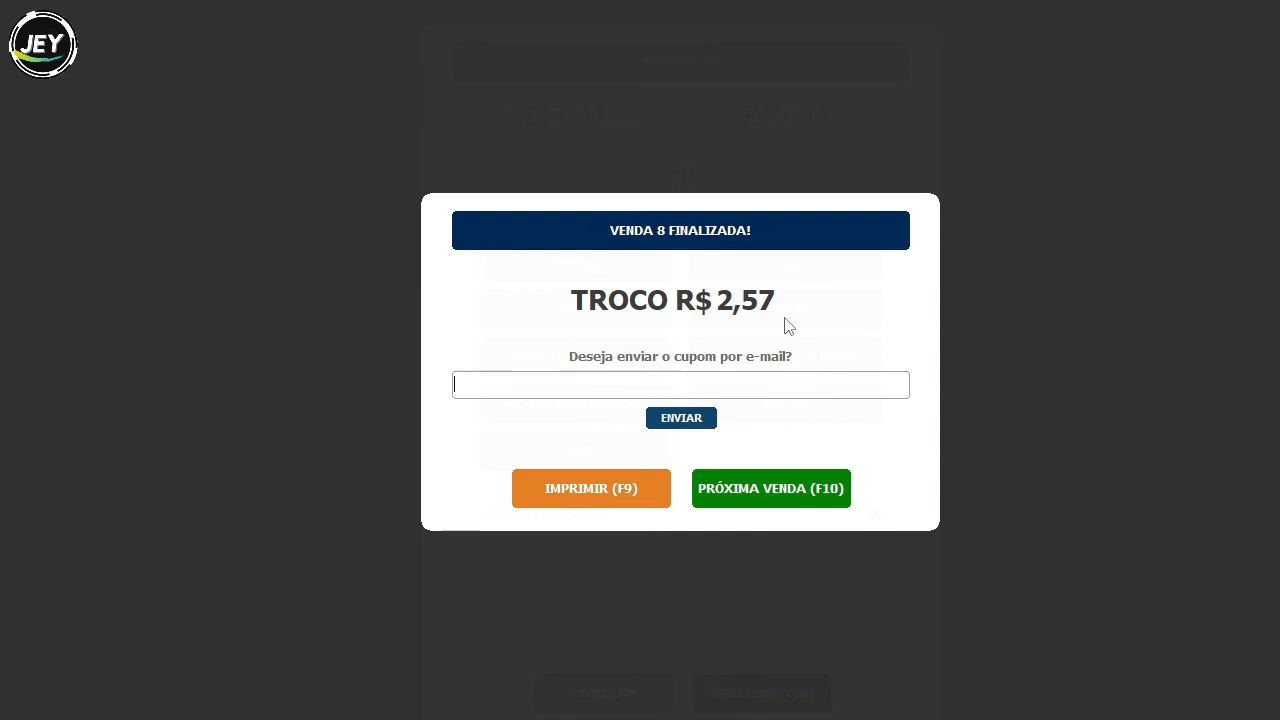 JEY
VENDA 8 FINALIZADA!
TROCO R$ 2,57
Deseja enviar o cupom por e-mail?
ENVIAR
IMPRIMIR (F9)
PRÓXIMA VENDA (F10)